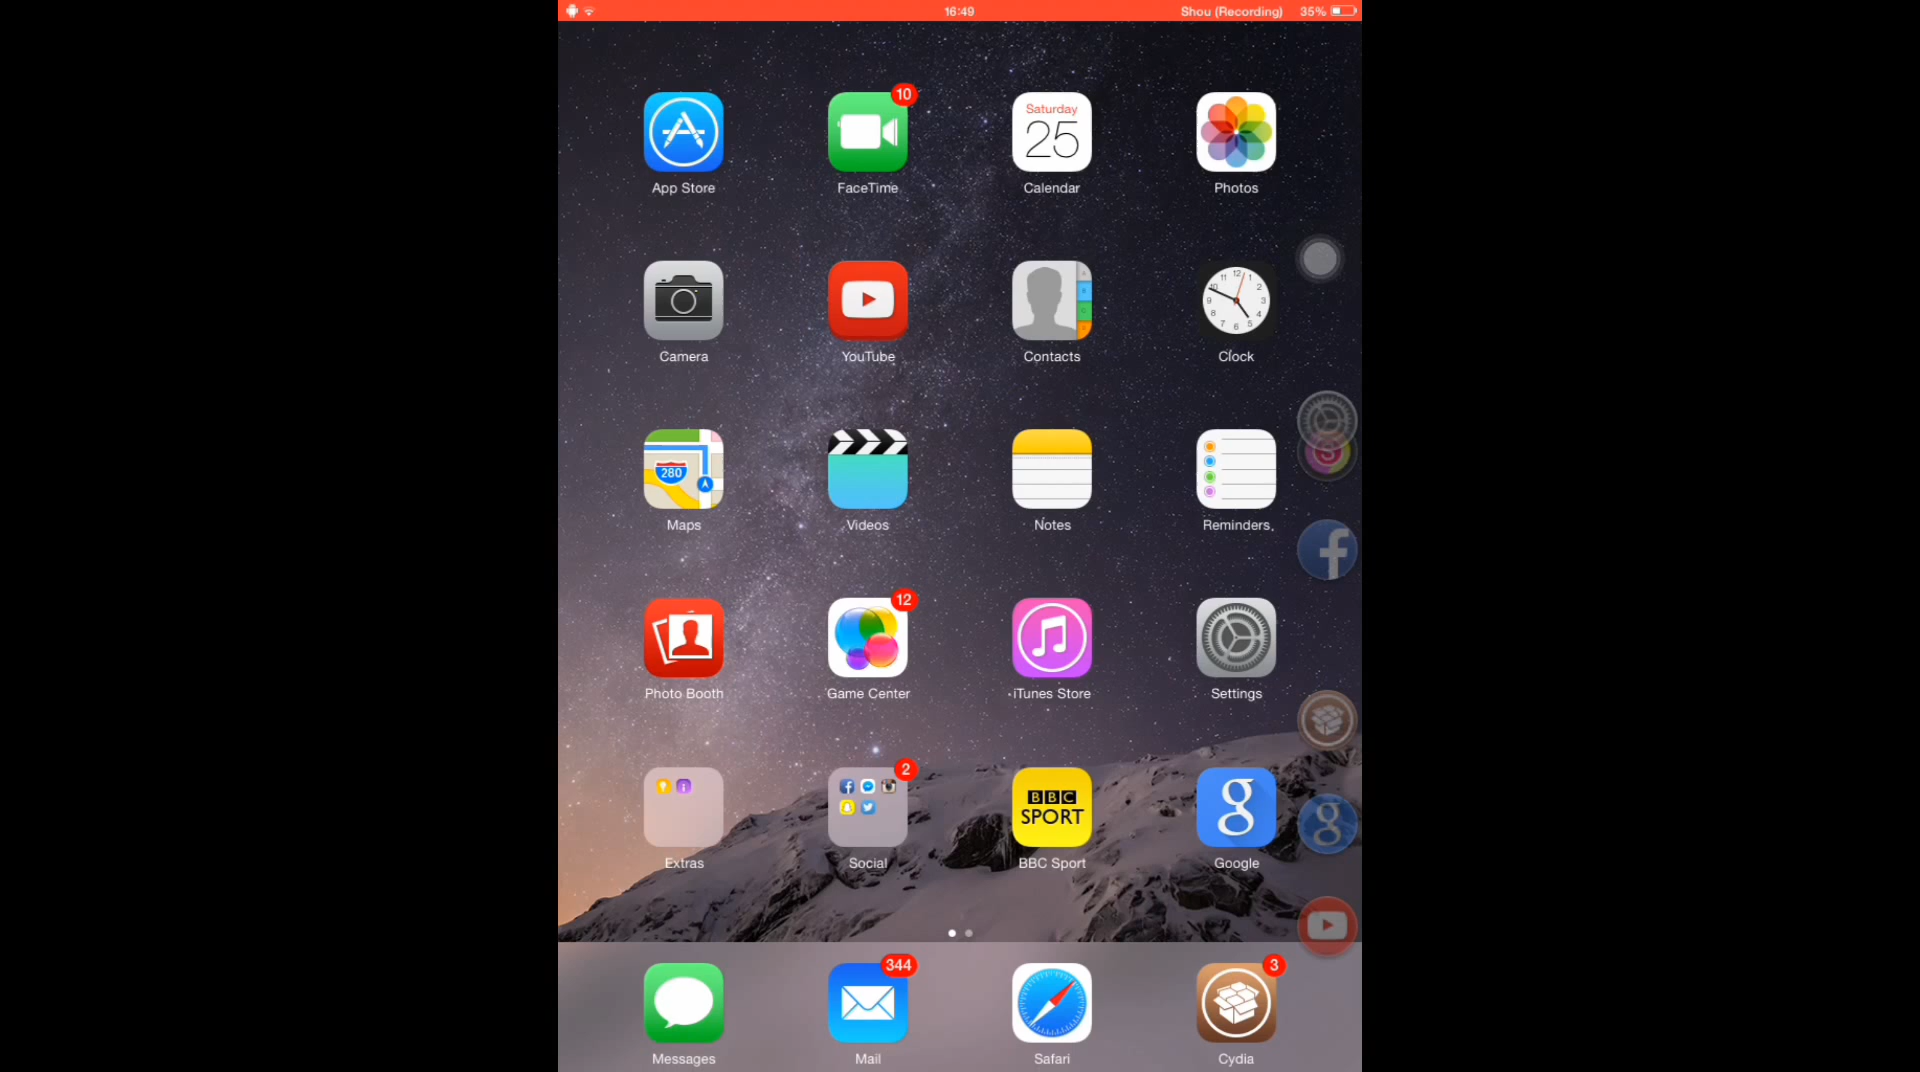 16:49 Shou (Recording) 35%
10
Saturday
25
App Store FaceTime Calendar Photos
Camera YouTube Contacts Clock
280
Maps Videos Notes Reminders
12
Photo Booth Game Center iTunes Store Settings
2
BBC
SPORT
g
Extras Social BBC Sport Google
344 3
Messages Mail Safari Cydia